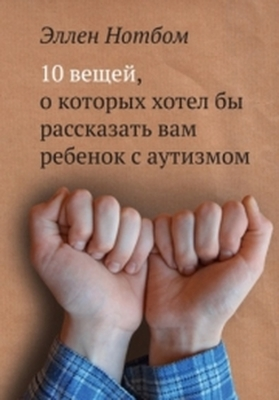 Эллен Нотбом
10 вещей,
о которых хотел бы
рассказать вам
ребенок с аутизмом